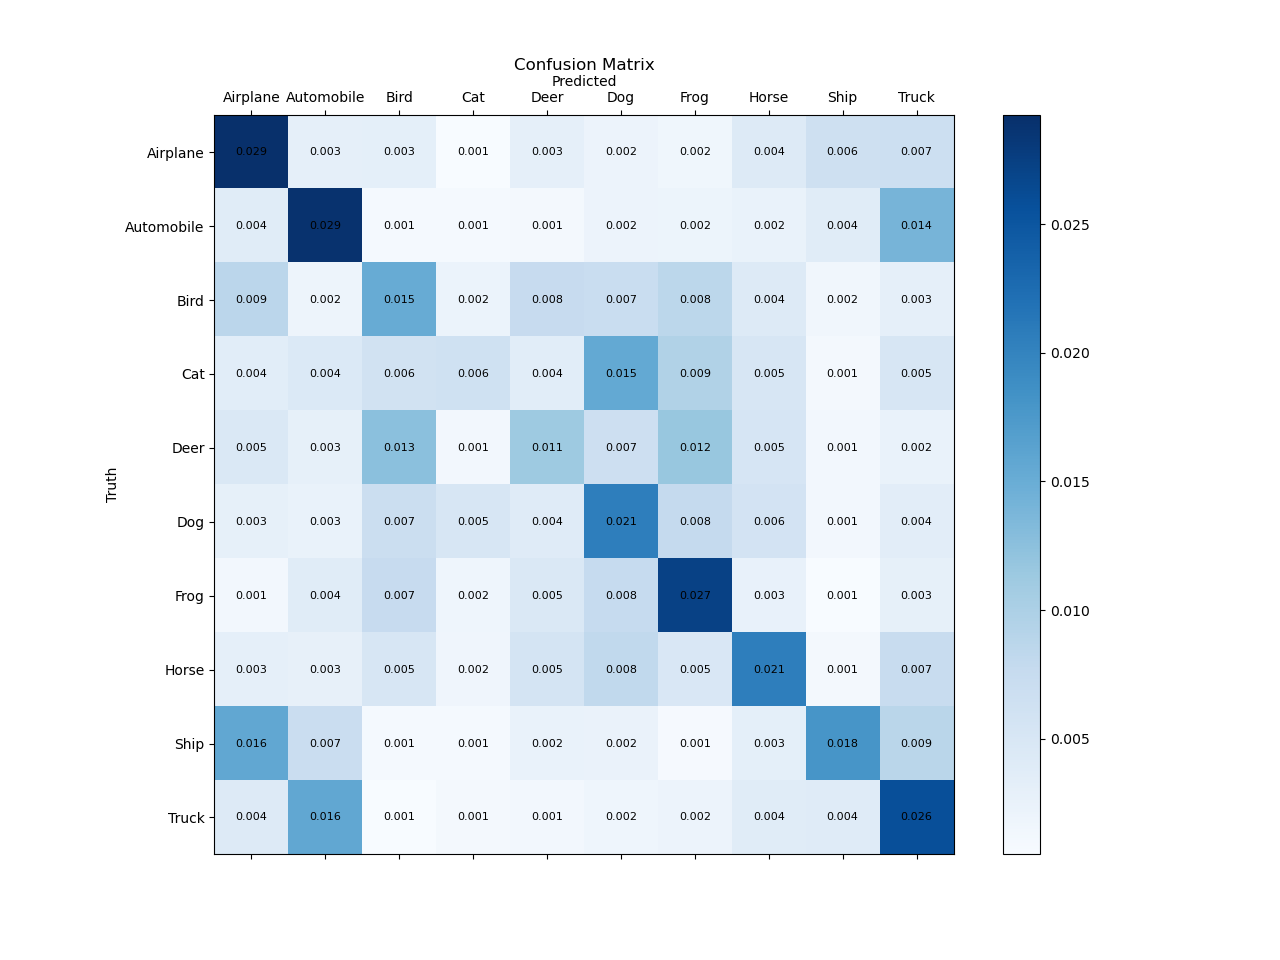 Confusion Matrix
Predicted
Airplane Automobile Bird Cat Deer Dog Frog Horse Ship Truck
Airplane 0.029 0.003 0.003 0.001 0.003 0.002 0.002 0.004 0.006 0.007
Automobile 0.004 0.029 0.001 0.001 0.001 0.002 0.002 0.002 0.004 0.014
0.025
Bird 0.009 0.002 0.015 0.002 0.008 0.007 0.008 0.004 0.002 0.003
0.020
Cat 0.004 0.004 0.006 0.006 0.004 0.015 0.009 0.005 0.001 0.005
Deer 0.005 0.003 0.013 0.001 0.011 0.007 0.012 0.005 0.001 0.002
Truth
0.015
Dog 0.003 0.003 0.007 0.005 0.004 0.021 0.008 0.006 0.001 0.004
Frog 0.001 0.004 0.007 0.002 0.005 0.008 0.027 0.003 0.001 0.003
0.010
Horse 0.003 0.003 0.005 0.002 0.005 0.008 0.005 0.021 0.001 0.007
0.005
Ship 0.016 0.007 0.001 0.001 0.002 0.002 0.001 0.003 0.018 0.009
Truck 0.004 0.016 0.001 0.001 0.001 0.002 0.002 0.004 0.004 0.026